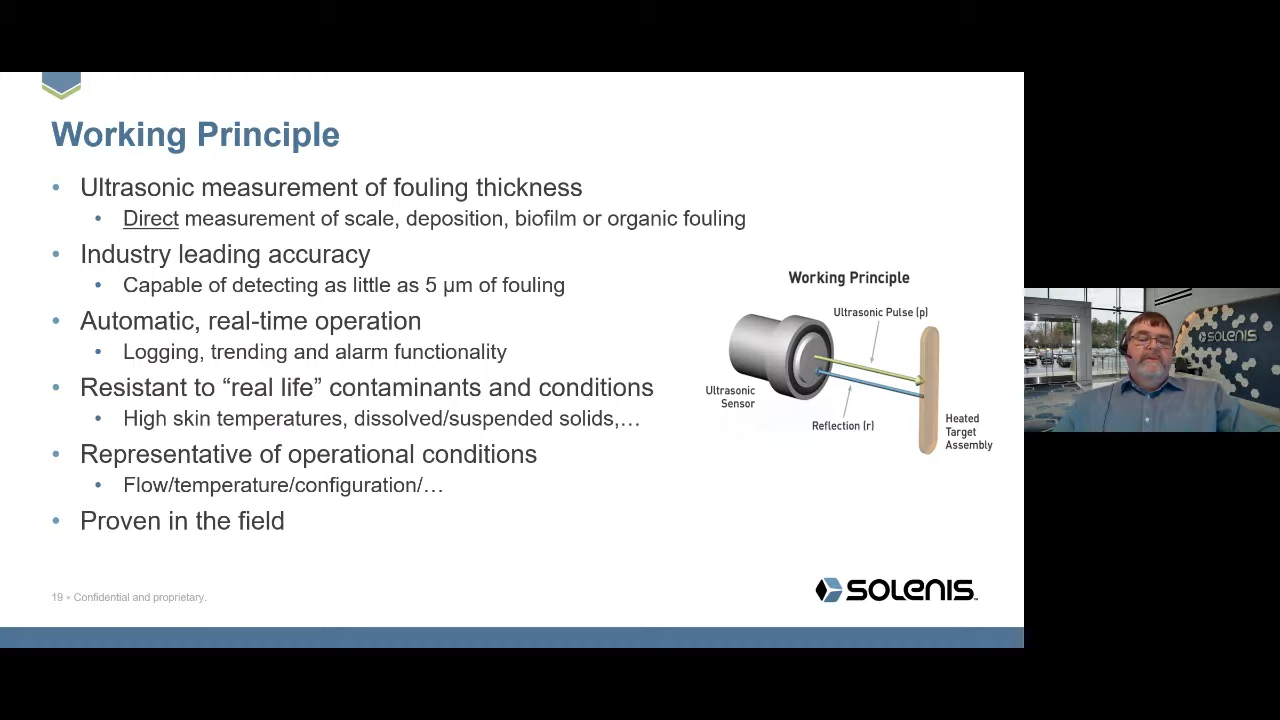 Working Principle
• Ultrasonic measurement of fouling thickness
• Direct measurement of scale, deposition, biofilm or organic fouling
• Industry leading accuracy
• Capable of detecting as little as 5 μm of fouling
• Automatic, real-time operation
• Logging, trending and alarm functionality
• Resistant to “real life” contaminants and conditions
• High skin temperatures, dissolved/suspended solids,…
• Representative of operational conditions
• Flow/temperature/configuration/…
• Proven in the field
Working Principle
Ultrasonic Pulse (p)
Ultrasonic
Sensor
Reflection (r)
Heated
Target
Assembly
19 • Confidential and proprietary.
SOLENIS™
SOLENIS